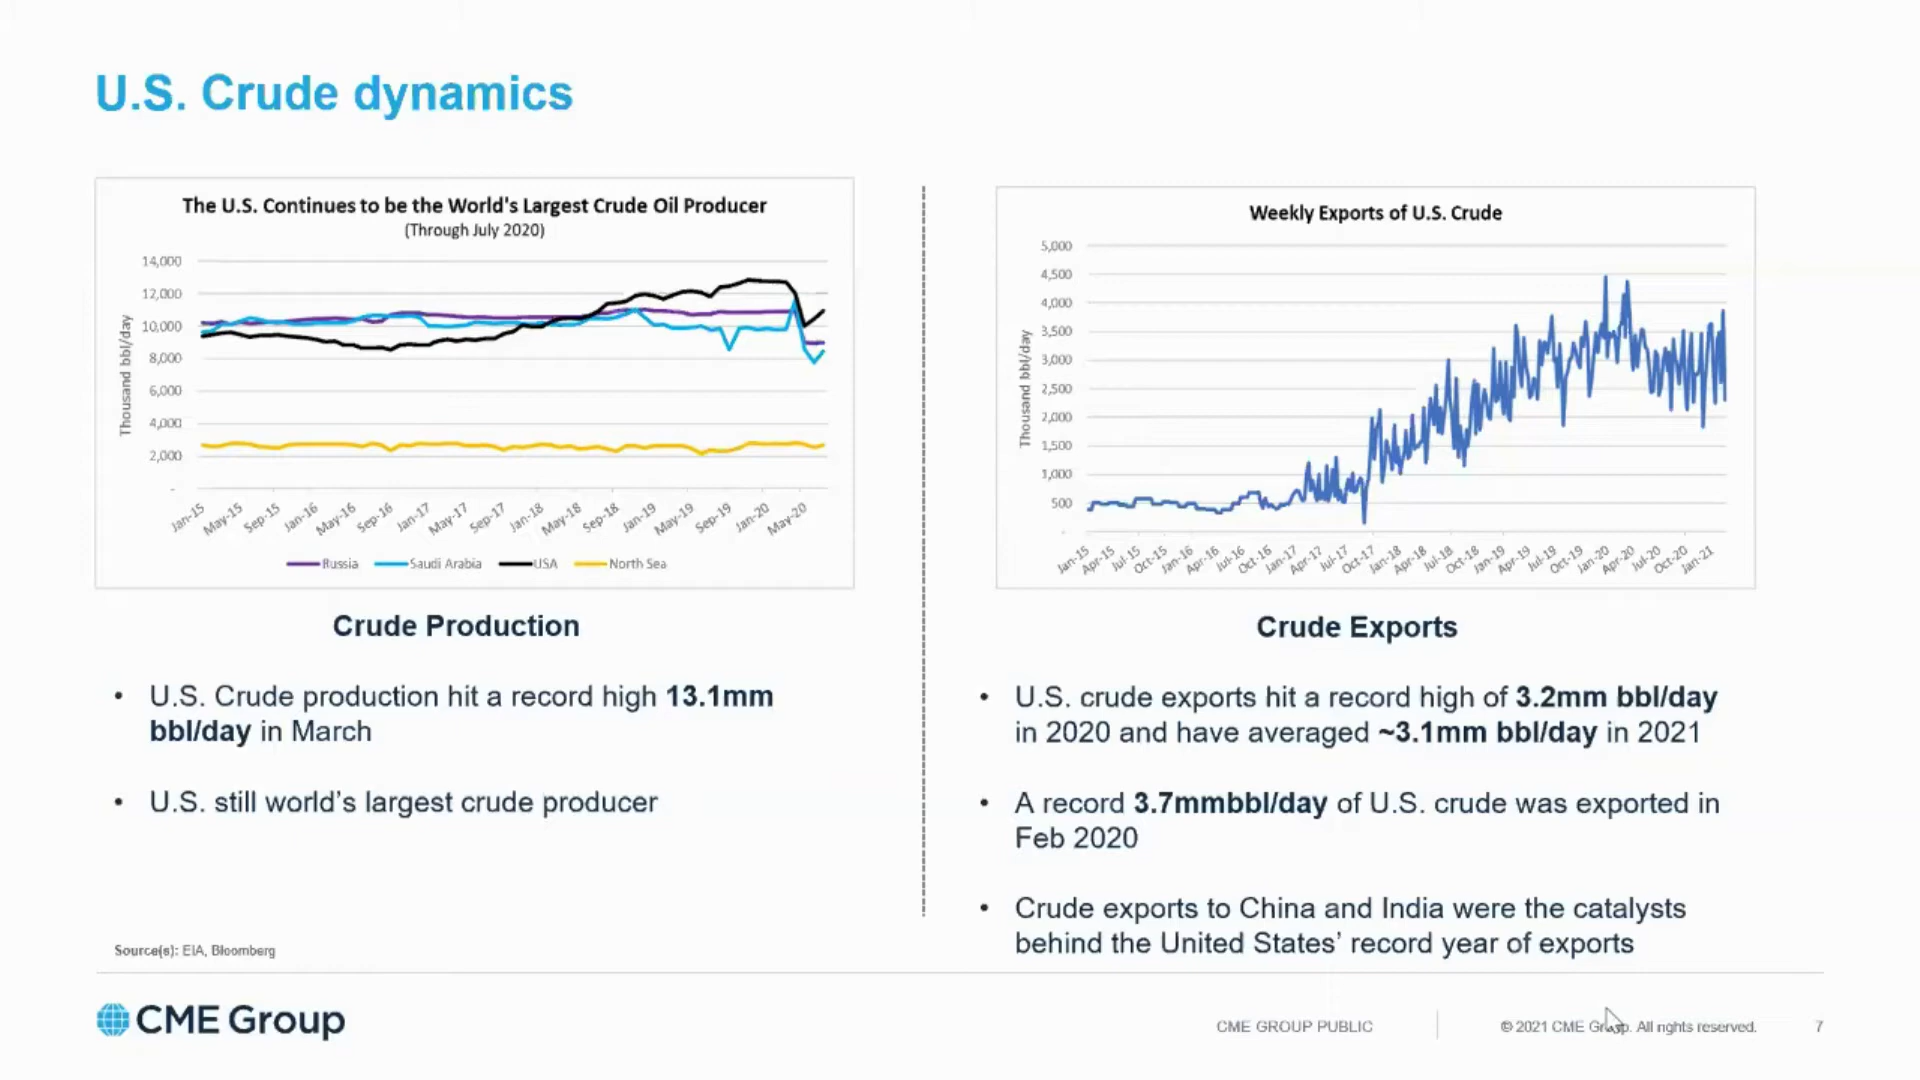 U.S. Crude dynamics
The U.S. Continues to be the World's Largest Crude Oil Producer
(Through July 2020)
14,000
12,000
10,000
8,000
6,000
4,000
2,000
-
Thousand bbl/day
Jan-15 May-15 Sep-15 Jan-16 May-16 Sep-16 Jan-17 May-17 Sep-17 Jan-18 May-18 Sep-18 Jan-19 May-19 Sep-19 Jan-20 May-20
Russia Saudi Arabia USA North Sea
Crude Production
• U.S. Crude production hit a record high 13.1mm
bbl/day in March
• U.S. still world’s largest crude producer
Source(s): EIA, Bloomberg
Weekly Exports of U.S. Crude
5,000
4,500
4,000
3,500
3,000
2,500
2,000
1,500
1,000
500
-
Thousand bbl/day
Jan-15 Apr-15 Jul-15 Oct-15 Jan-16 Apr-16 Jul-16 Oct-16 Jan-17 Apr-17 Jul-17 Oct-17 Jan-18 Apr-18 Jul-18 Oct-18 Jan-19 Apr-19 Jul-19 Oct-19 Jan-20 Apr-20 Jul-20 Oct-20 Jan-21
Crude Exports
• U.S. crude exports hit a record high of 3.2mm bbl/day
in 2020 and have averaged ~3.1mm bbl/day in 2021
• A record 3.7mmbbl/day of U.S. crude was exported in
Feb 2020
• Crude exports to China and India were the catalysts
behind the United States’ record year of exports
CME Group
CME GROUP PUBLIC
© 2021 CME Group. All rights reserved.
7